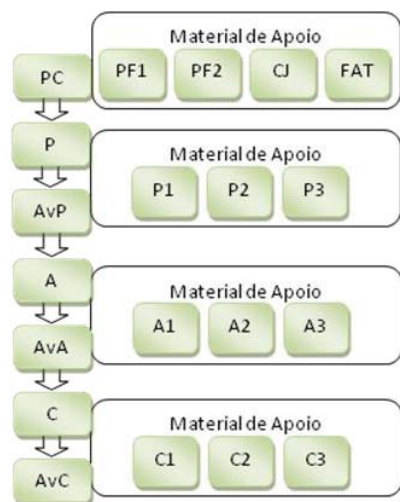 Material de Apoio
PC PF1 PF2 CJ FAT
P
Material de Apoio
P1 P2 P3
AvP
A
Material de Apoio
A1 A2 A3
AvA
C
Material de Apoio
C1 C2 C3
AvC